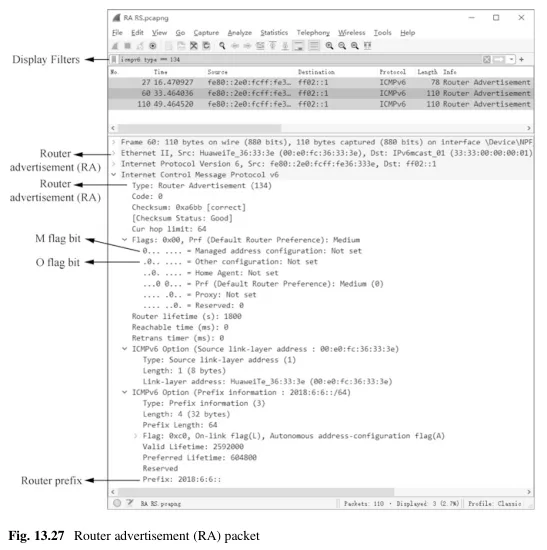 RA RS.pcapng
File Edit View Go Capture Analyze Statistics Telephony Wireless Tools Help
Display Filters
icmpv6.type == 134
No. Time Source Destination Protocol Length Info
27 16.470927 fe80::2e0:fcff:fe3… ff02::1 ICMPv6 78 Router Advertisement
60 33.464036 fe80::2e0:fcff:fe3… ff02::1 ICMPv6 110 Router Advertisement
110 49.464520 fe80::2e0:fcff:fe3… ff02::1 ICMPv6 110 Router Advertisement
Frame 60: 110 bytes on wire (880 bits), 110 bytes captured (880 bits) on interface \Device\NPF
Router advertisement (RA)
Ethernet II, Src: HuaweiTe_36:33:3e (00:e0:fc:36:33:3e), Dst: IPv6mcast_01 (33:33:00:00:00:01)
Internet Protocol Version 6, Src: fe80::2e0:fcff:fe36:333e, Dst: ff02::1
Internet Control Message Protocol v6
Router advertisement (RA)
Type: Router Advertisement (134)
Code: 0
Checksum: 0xa6bb [correct]
[Checksum Status: Good]
Cur hop limit: 64
Flags: 0x00, Prf (Default Router Preference): Medium
M flag bit
0... .... = Managed address configuration: Not set
O flag bit
.0.. .... = Other configuration: Not set
..0. .... = Home Agent: Not set
...0 0... = Prf (Default Router Preference): Medium (0)
.... .0.. = Proxy: Not set
.... ..0. = Reserved: 0
Router lifetime (s): 1800
Reachable time (ms): 0
Retrans timer (ms): 0
ICMPv6 Option (Source link-layer address : 00:e0:fc:36:33:3e)
Type: Source link-layer address (1)
Length: 1 (8 bytes)
Link-layer address: HuaweiTe_36:33:3e (00:e0:fc:36:33:3e)
ICMPv6 Option (Prefix information : 2018:6:6::/64)
Type: Prefix information (3)
Length: 4 (32 bytes)
Prefix Length: 64
Flag: 0xc0, On-link flag(L), Autonomous address-configuration flag(A)
Valid Lifetime: 2592000
Preferred Lifetime: 604800
Reserved
Router prefix
Prefix: 2018:6:6::
RA RS.pcapng
Packets: 110 · Displayed: 3 (2.7%)
Profile: Classic
Fig. 13.27 Router advertisement (RA) packet